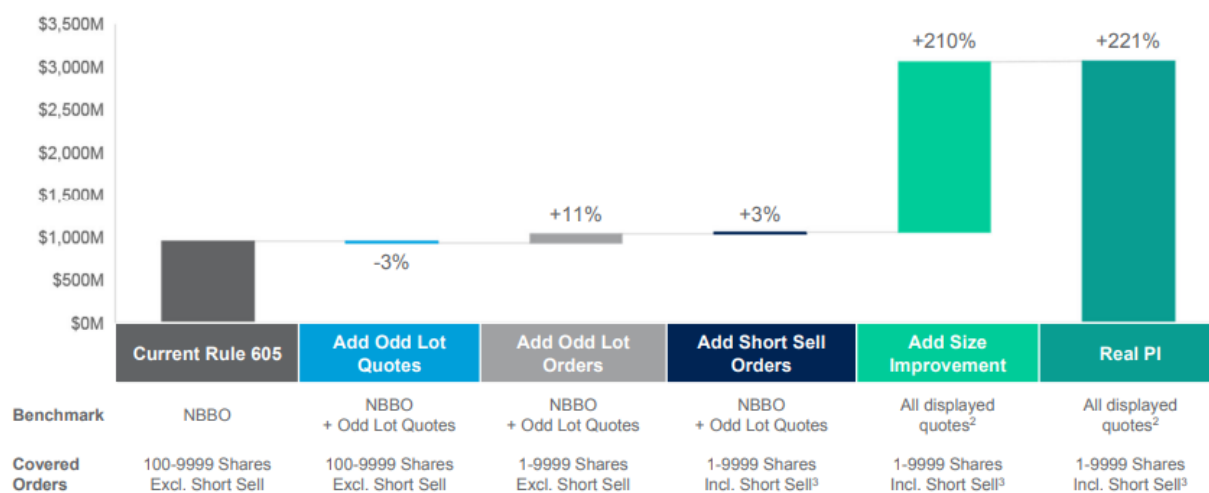 $3,500M
$3,000M
$2,500M
$2,000M
$1,500M
$1,000M
$500M
$0M
-3%
+11%
+3%
+210%
+221%
Current Rule 605
Add Odd Lot
Quotes
Add Odd Lot
Orders
Add Short Sell
Orders
Add Size
Improvement
Real PI
Benchmark
NBBO
NBBO
+ Odd Lot Quotes
NBBO
+ Odd Lot Quotes
NBBO
+ Odd Lot Quotes
All displayed
quotes²
All displayed
quotes²
Covered
Orders
100-9999 Shares
Excl. Short Sell
100-9999 Shares
Excl. Short Sell
1-9999 Shares
Excl. Short Sell
1-9999 Shares
Incl. Short Sell³
1-9999 Shares
Incl. Short Sell³
1-9999 Shares
Incl. Short Sell³